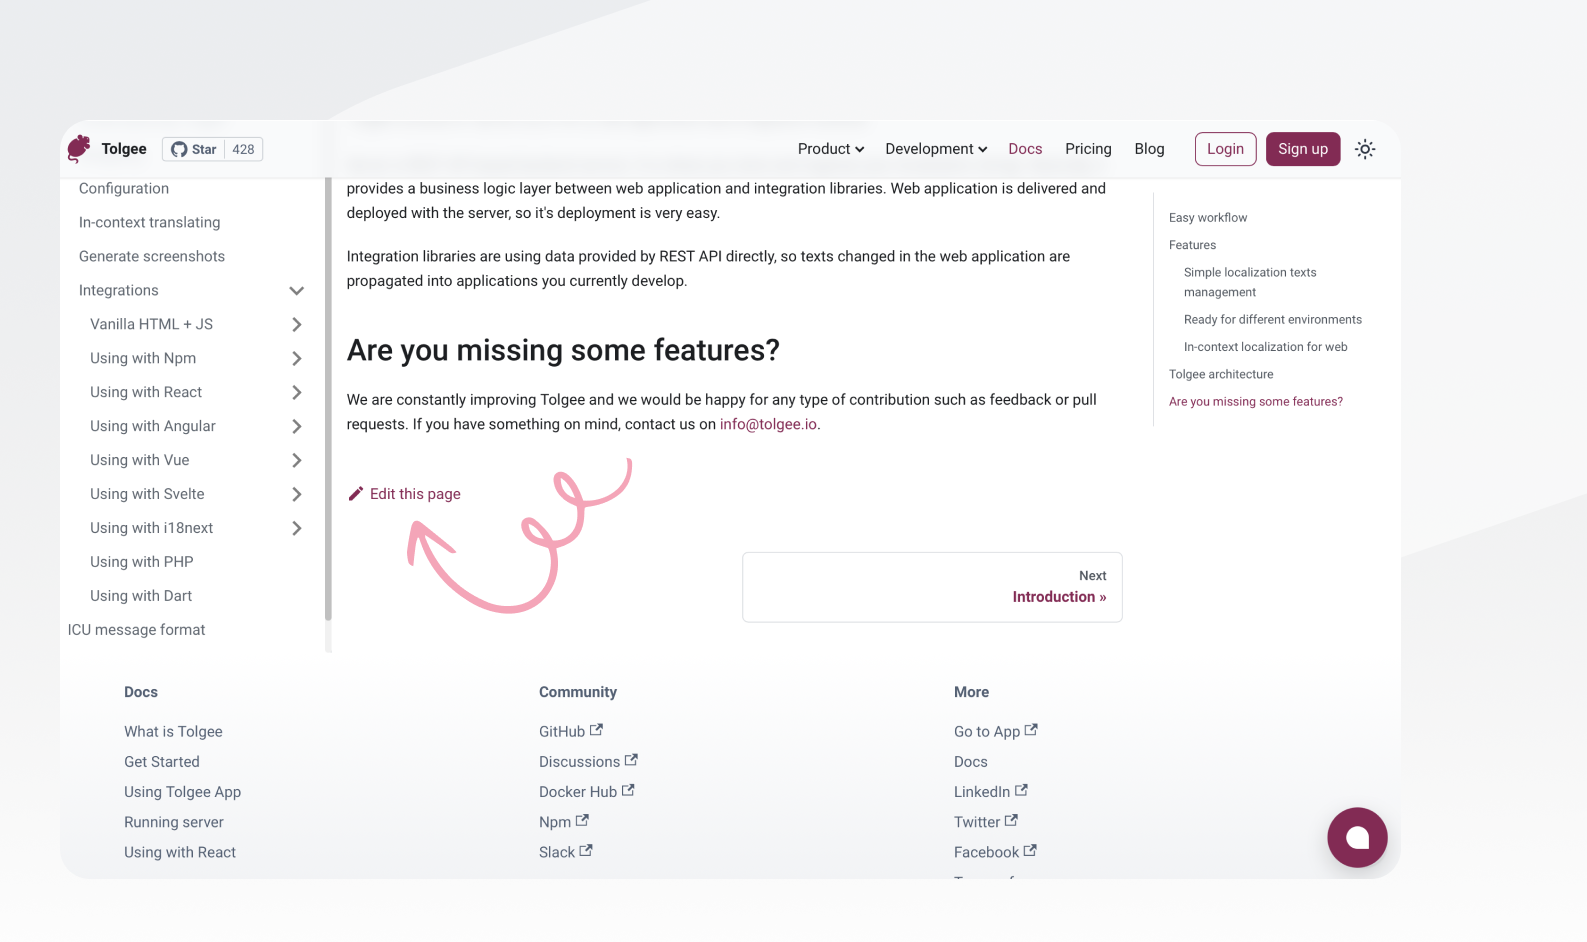 Tolgee
Star 428
Product
Development
Docs
Pricing
Blog
Login
Sign up
Configuration
In-context translating
Generate screenshots
Integrations
Vanilla HTML + JS
Using with Npm
Using with React
Using with Angular
Using with Vue
Using with Svelte
Using with i18next
Using with PHP
Using with Dart
ICU message format
provides a business logic layer between web application and integration libraries. Web application is delivered and
deployed with the server, so it's deployment is very easy.
Integration libraries are using data provided by REST API directly, so texts changed in the web application are
propagated into applications you currently develop.
Are you missing some features?
We are constantly improving Tolgee and we would be happy for any type of contribution such as feedback or pull
requests. If you have something on mind, contact us on info@tolgee.io.
Edit this page
Next
Introduction »
Easy workflow
Features
Simple localization texts
management
Ready for different environments
In-context localization for web
Tolgee architecture
Are you missing some features?
Docs
What is Tolgee
Get Started
Using Tolgee App
Running server
Using with React
Community
GitHub
Discussions
Docker Hub
Npm
Slack
More
Go to App
Docs
LinkedIn
Twitter
Facebook